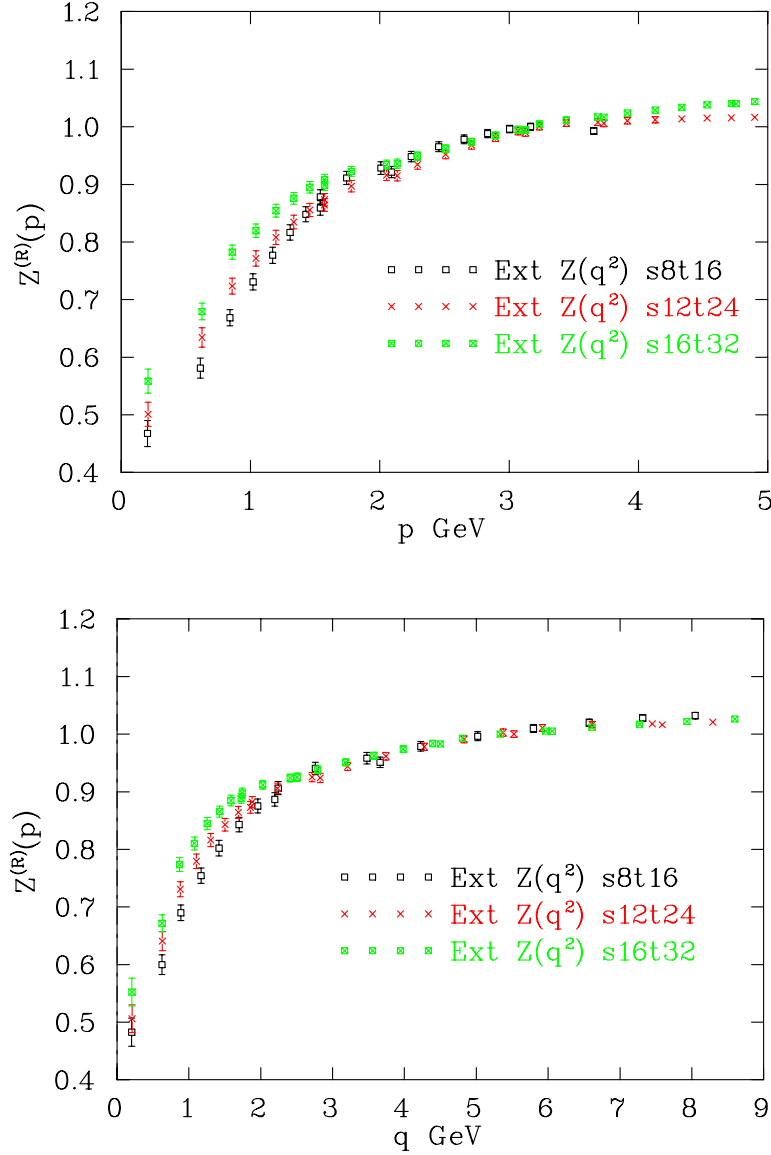 1.2
1.1
1.0
0.9
0.8
0.7
0.6
0.5
0.4
Z⁽ᴿ⁾(p)
Ext Z(q²) s8t16
Ext Z(q²) s12t24
Ext Z(q²) s16t32
0 1 2 3 4 5
p GeV
1.2
1.1
1.0
0.9
0.8
0.7
0.6
0.5
0.4
Z⁽ᴿ⁾(p)
Ext Z(q²) s8t16
Ext Z(q²) s12t24
Ext Z(q²) s16t32
0 1 2 3 4 5 6 7 8 9
q GeV